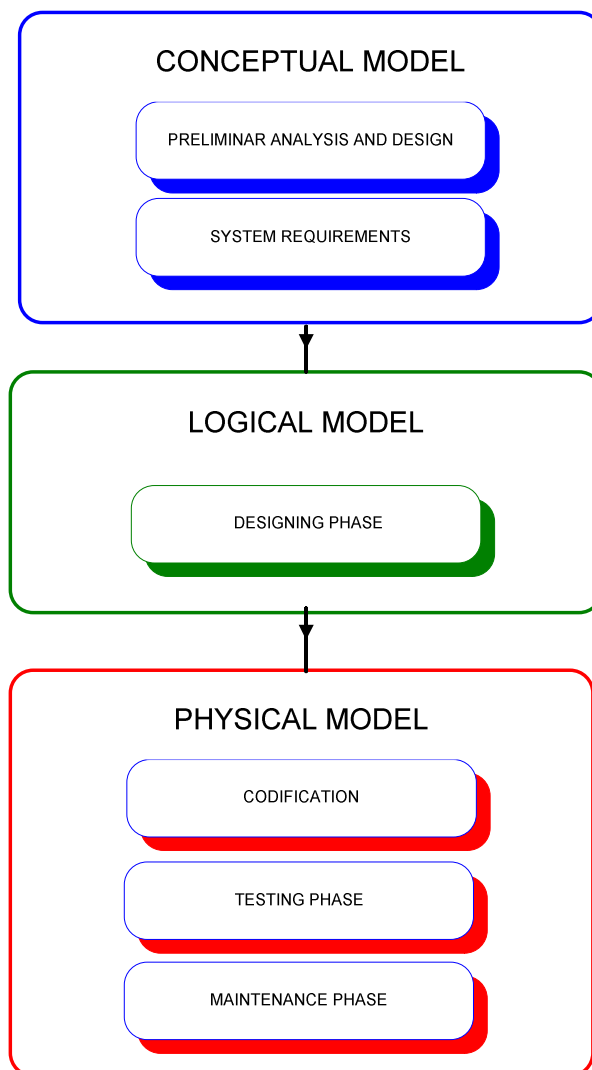 CONCEPTUAL MODEL
PRELIMINAR ANALYSIS AND DESIGN
SYSTEM REQUIREMENTS
LOGICAL MODEL
DESIGNING PHASE
PHYSICAL MODEL
CODIFICATION
TESTING PHASE
MAINTENANCE PHASE